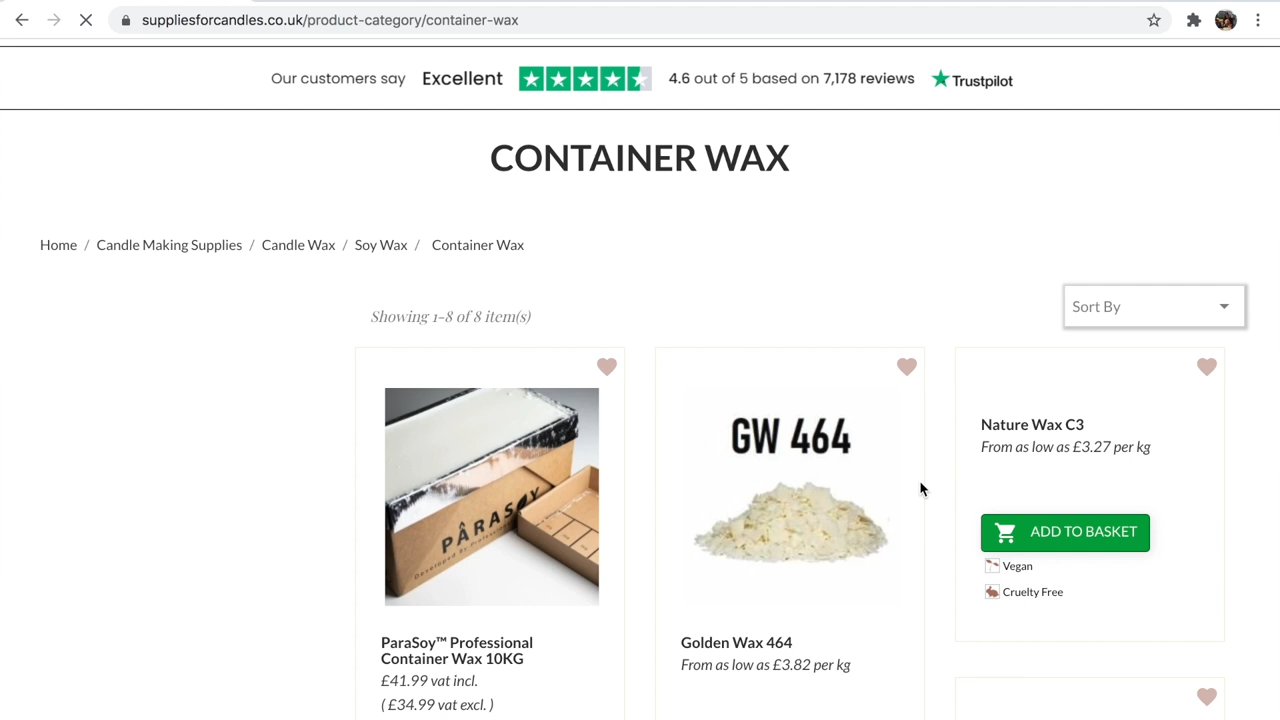 suppliesforcandles.co.uk/product-category/container-wax
Our customers say Excellent 4.6 out of 5 based on 7,178 reviews Trustpilot
CONTAINER WAX
Home / Candle Making Supplies / Candle Wax / Soy Wax / Container Wax
Showing 1-8 of 8 item(s)
Sort By
PÂRASOY
Developed By Professionals
ParaSoy™ Professional
Container Wax 10KG
£41.99 vat incl.
( £34.99 vat excl. )
GW 464
Golden Wax 464
From as low as £3.82 per kg
Nature Wax C3
From as low as £3.27 per kg
ADD TO BASKET
Vegan
Cruelty Free